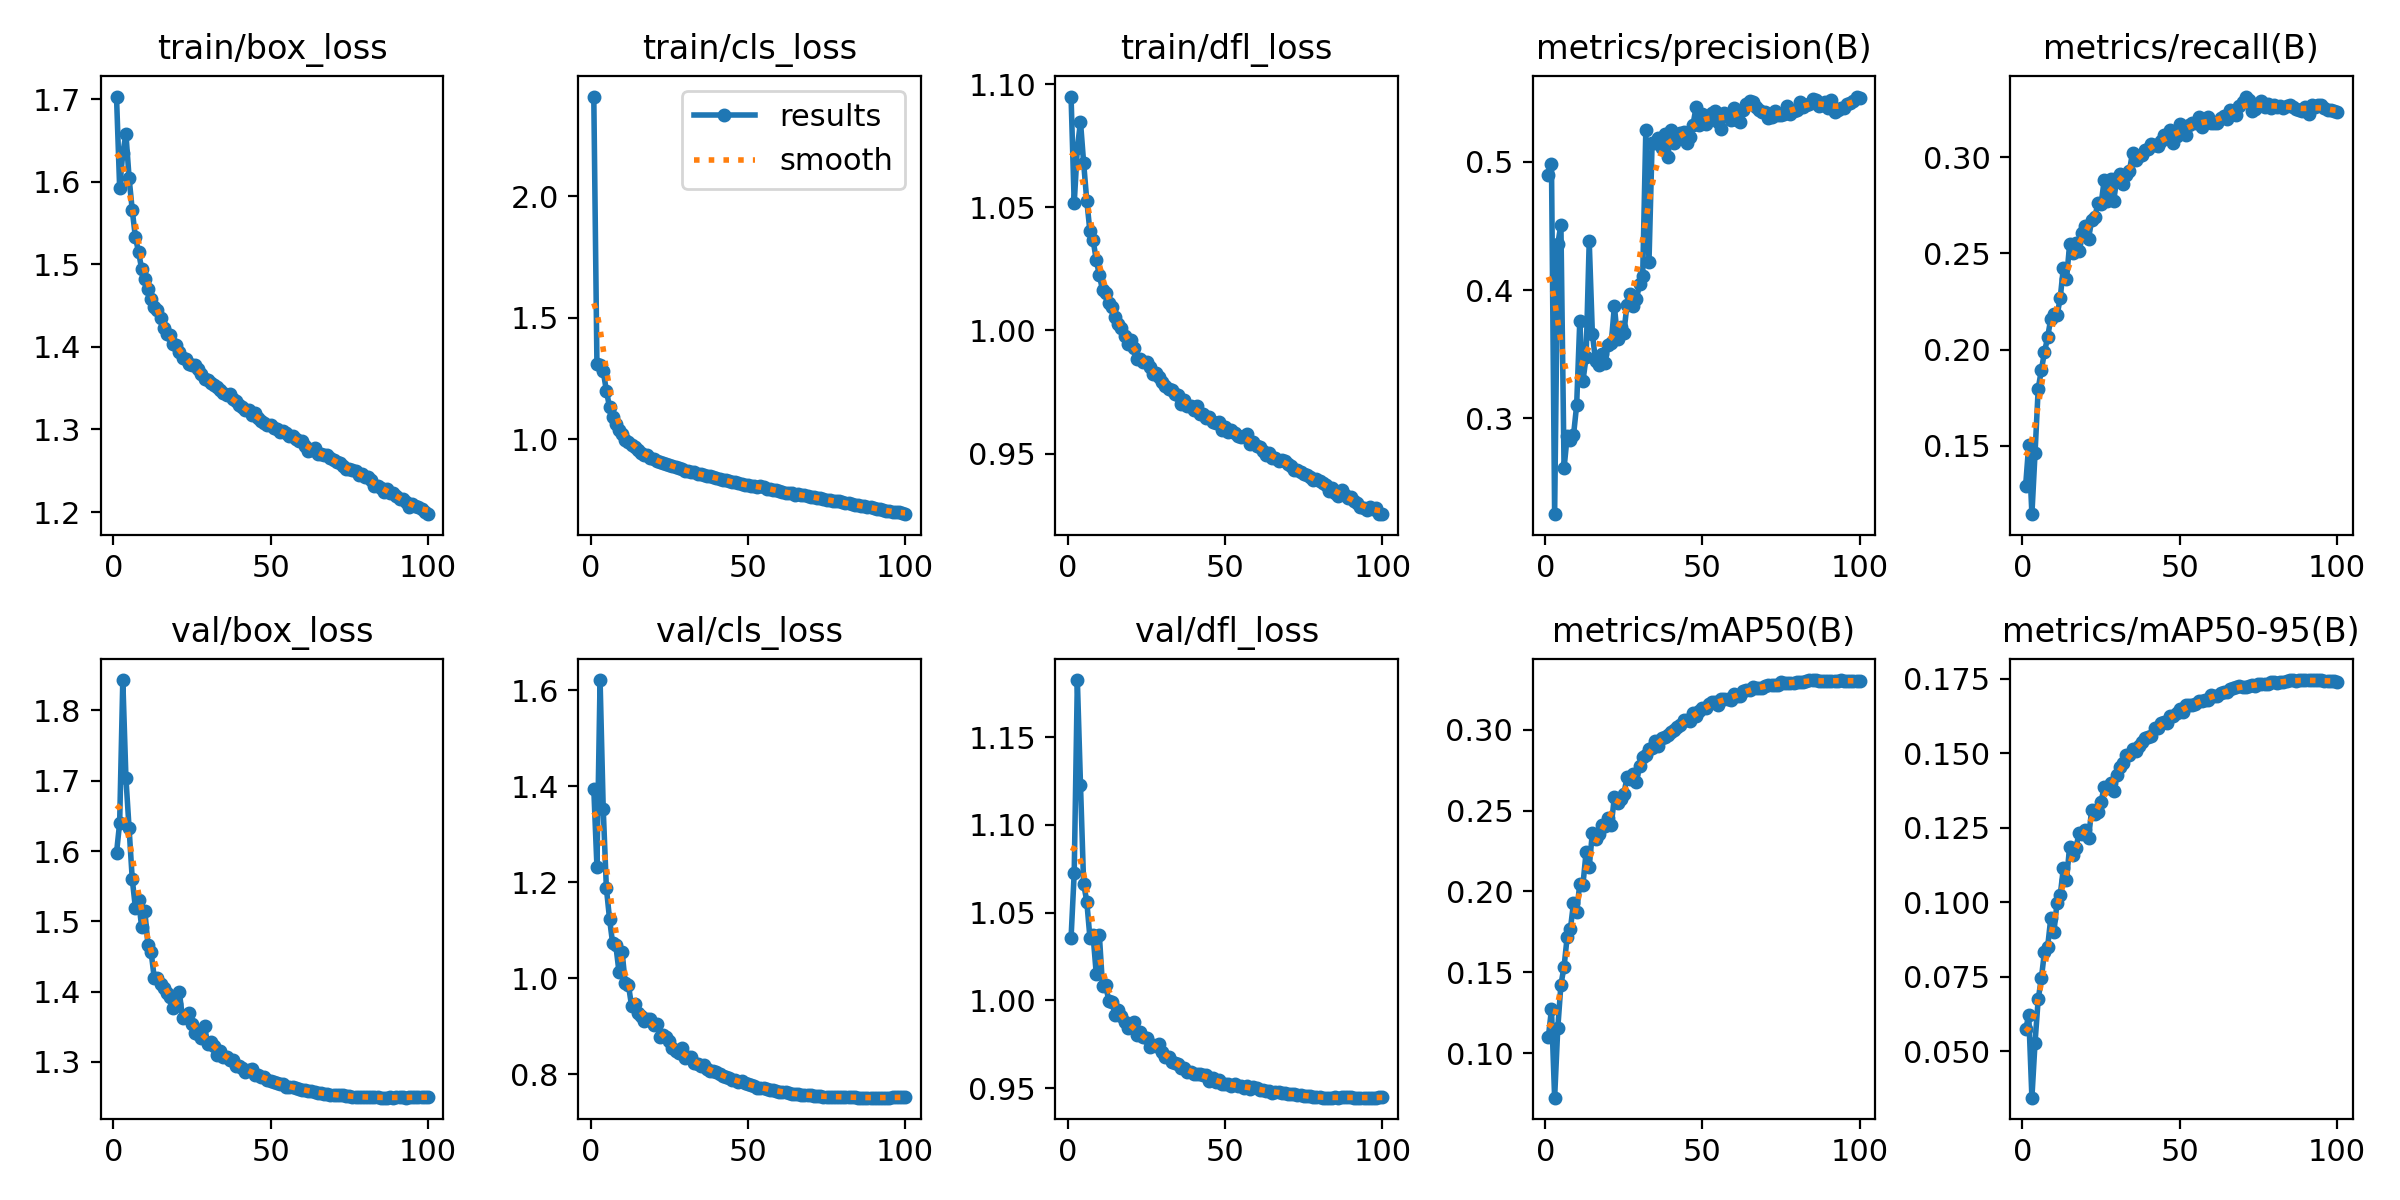 train/box_loss
1.7
1.6
1.5
1.4
1.3
1.2
0 50 100
train/cls_loss
results
smooth
2.0
1.5
1.0
0 50 100
train/dfl_loss
1.10
1.05
1.00
0.95
0 50 100
metrics/precision(B)
0.5
0.4
0.3
0 50 100
metrics/recall(B)
0.30
0.25
0.20
0.15
0 50 100
val/box_loss
1.8
1.7
1.6
1.5
1.4
1.3
0 50 100
val/cls_loss
1.6
1.4
1.2
1.0
0.8
0 50 100
val/dfl_loss
1.15
1.10
1.05
1.00
0.95
0 50 100
metrics/mAP50(B)
0.30
0.25
0.20
0.15
0.10
0 50 100
metrics/mAP50-95(B)
0.175
0.150
0.125
0.100
0.075
0.050
0 50 100